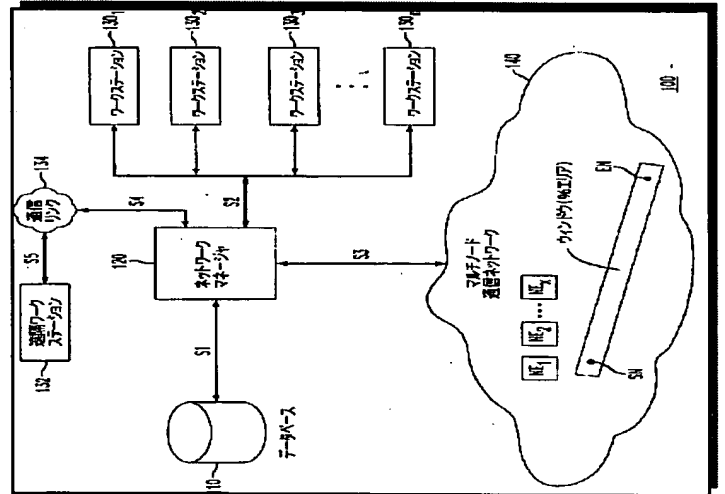 132
遠隔ワーク
ステーション
S5
134
通信
リンク
S4
110
データベース
S1
120
ネットワーク
マネージャ
S2
130₁
ワークステーション
130₂
ワークステーション
130₃
ワークステーション
130ₙ
ワークステーション
S3
140
マルチノード
通信ネットワーク
NE₁
NE₂
...
NEₓ
SN
ウィンドウ(%エリア)
EN
100